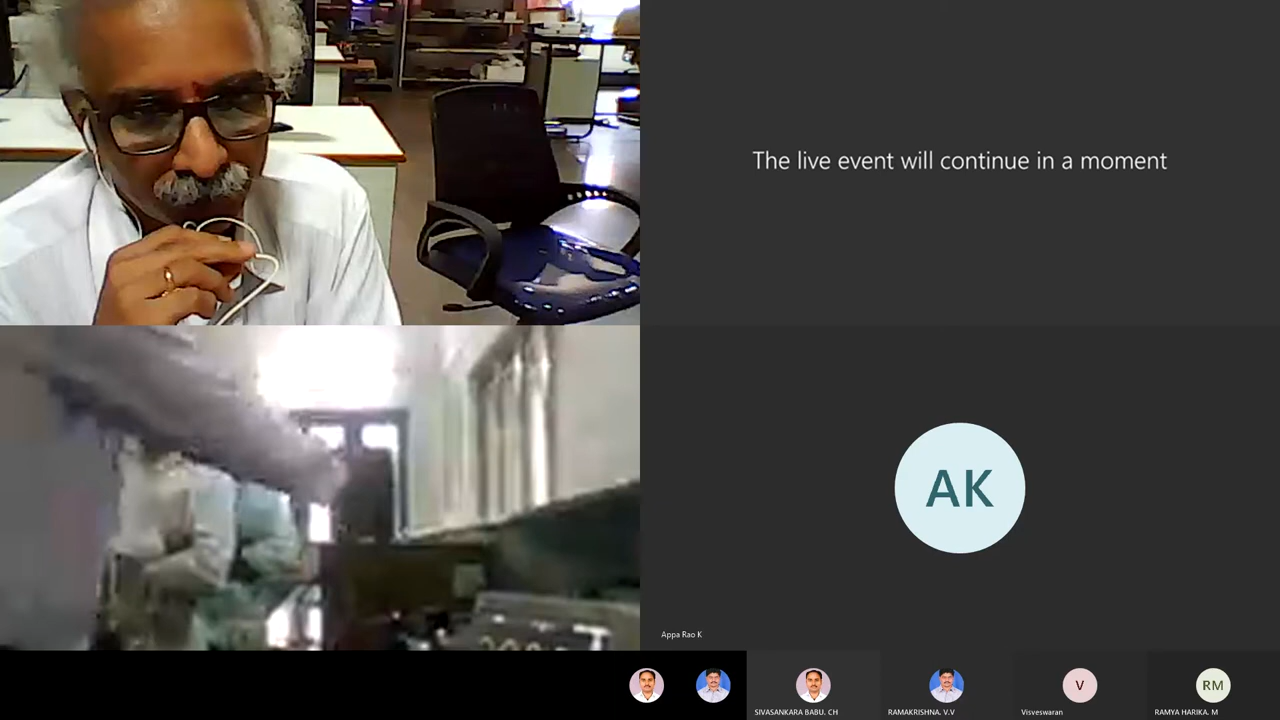 The live event will continue in a moment
AK
Appa Rao K
V
RM
SIVASANKARA BABU. CH
RAMAKRISHNA. V.V
Visveswaran
RAMYA HARIKA. M